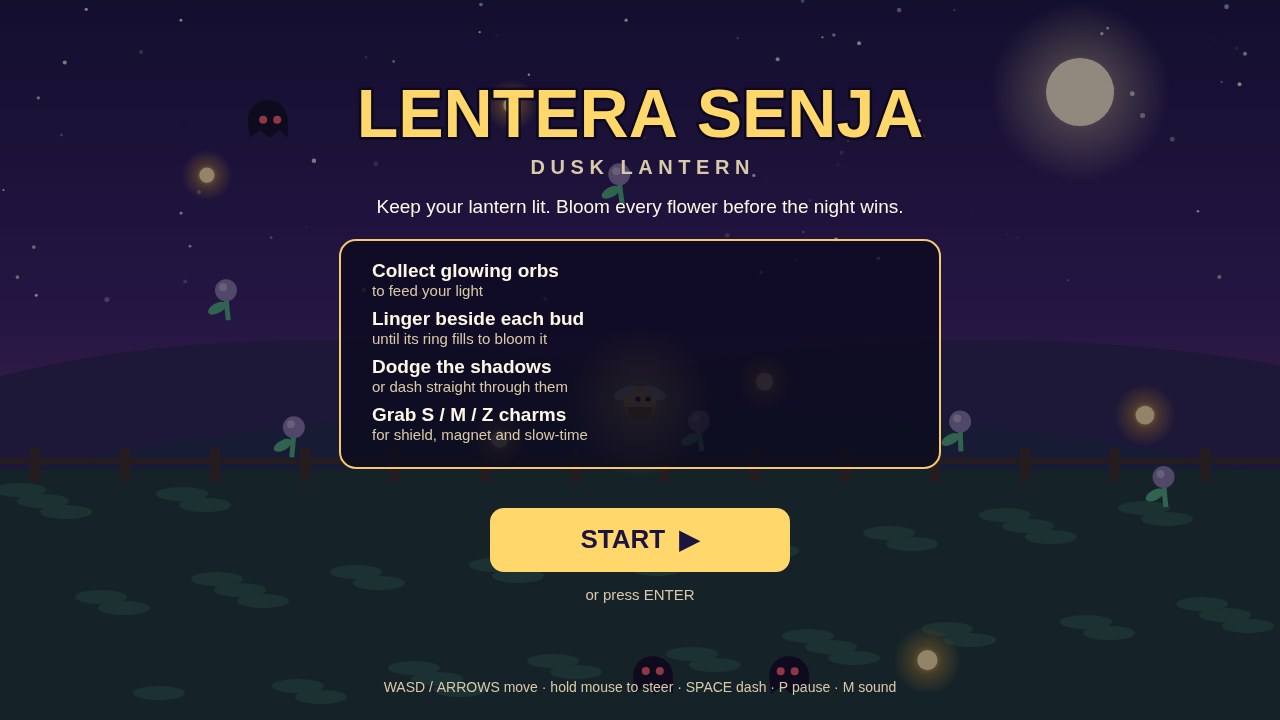 LENTERA SENJA
DUSK LANTERN
Keep your lantern lit. Bloom every flower before the night wins.
Collect glowing orbs
to feed your light
Linger beside each bud
until its ring fills to bloom it
Dodge the shadows
or dash straight through them
Grab S / M / Z charms
for shield, magnet and slow-time
START ▶
or press ENTER
WASD / ARROWS move · hold mouse to steer · SPACE dash · P pause · M sound